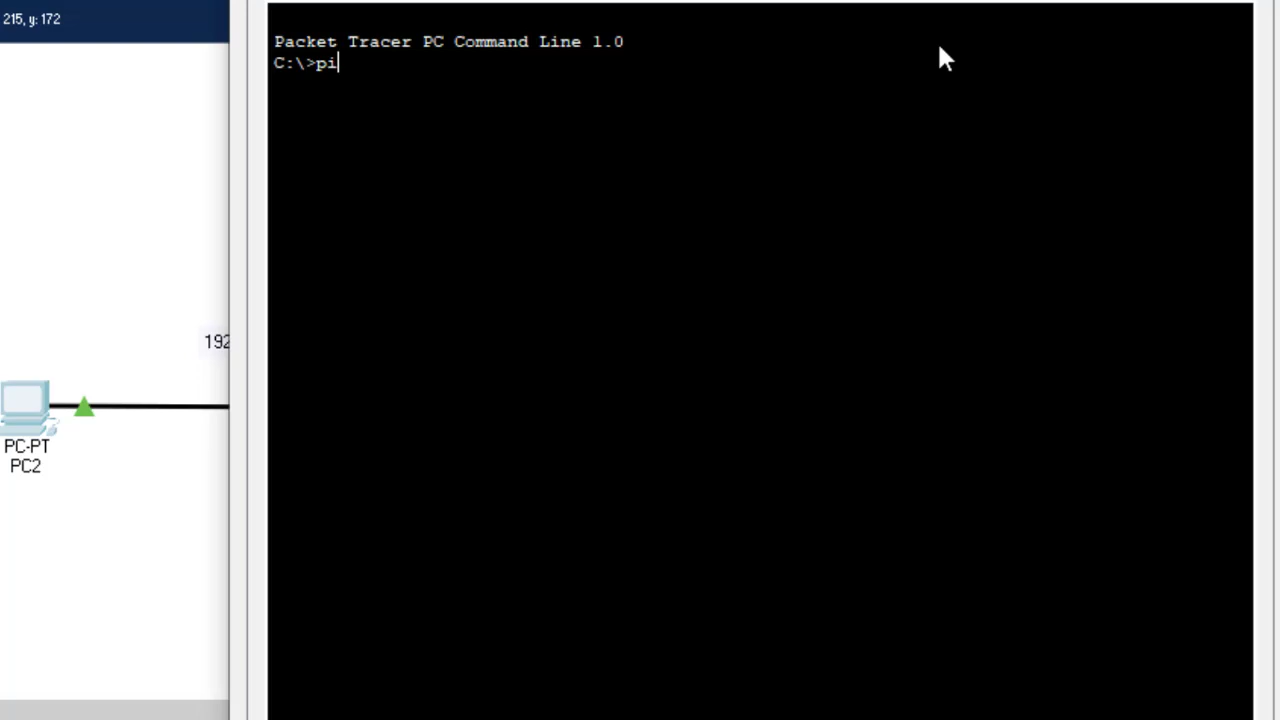 215, y: 172
Packet Tracer PC Command Line 1.0
C:\>pi
192
PC-PT
PC2